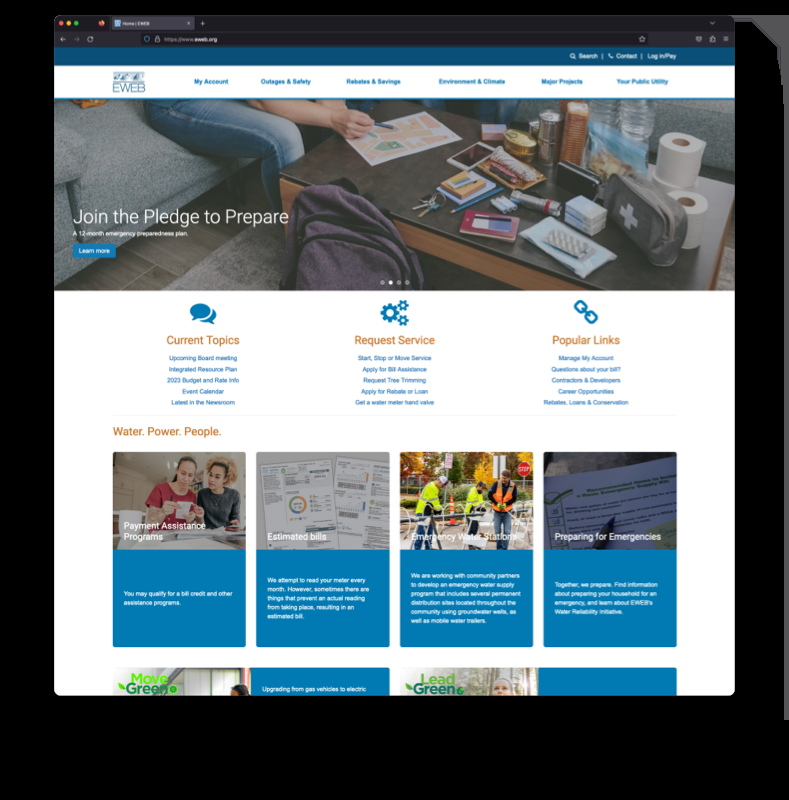 Home | EWEB
https://www.eweb.org
Search | Contact | Log In/Pay
EWEB
My Account
Outages & Safety
Rebates & Savings
Environment & Climate
Major Projects
Your Public Utility
Join the Pledge to Prepare
A 12-month emergency preparedness plan.
Learn more
Current Topics
Upcoming Board meeting
Integrated Resource Plan
2023 Budget and Rate Info
Event Calendar
Latest in the Newsroom
Request Service
Start, Stop or Move Service
Apply for Bill Assistance
Request Tree Trimming
Apply for Rebate or Loan
Get a water meter hand valve
Popular Links
Manage My Account
Questions about your bill?
Contractors & Developers
Career Opportunities
Rebates, Loans & Conservation
Water. Power. People.
Payment Assistance
Programs
You may qualify for a bill credit and other
assistance programs.
Estimated bills
We attempt to read your meter every
month. However, sometimes there are
things that prevent an actual reading
from taking place, resulting in an
estimated bill.
STOP
Emergency Water Stations
We are working with community partners
to develop an emergency water supply
program that includes several permanent
distribution sites located throughout the
community using groundwater wells, as
well as mobile water trailers.
Preparing for Emergencies
Together, we prepare. Find information
about preparing your household for an
emergency, and learn about EWEB's
Water Reliability Initiative.
Move
Green
Upgrading from gas vehicles to electric
Lead
Green